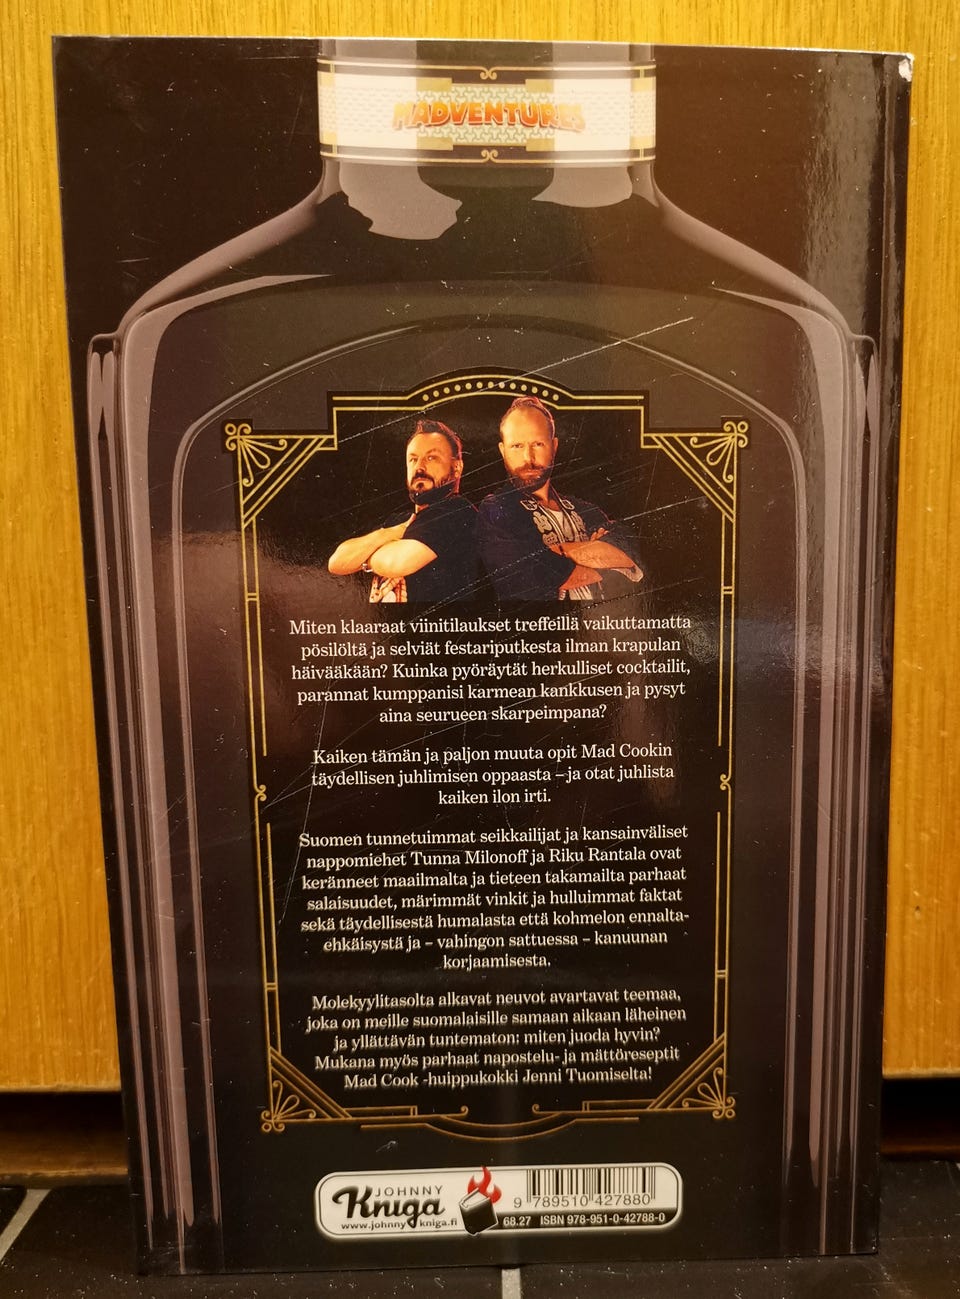 MADVENTURES
Miten klaaraat viinitilaukset treffeillä vaikuttamatta
pösilöltä ja selviät festariputkesta ilman krapulan
häivääkään? Kuinka pyöräytät herkulliset cocktailit,
parannat kumppanisi karmean kankkusen ja pysyt
aina seurueen skarpeimpana?
Kaiken tämän ja paljon muuta opit Mad Cookin
täydellisen juhlimisen oppaasta – ja otat juhlista
kaiken ilon irti.
Suomen tunnetuimmat seikkailijat ja kansainväliset
nappomiehet Tunna Milonoff ja Riku Rantala ovat
keränneet maailmalta ja tieteen takamailta parhaat
salaisuudet, märimmät vinkit ja hulluimmat faktat
sekä täydellisestä humalasta että kohmelon ennalta-
ehkäisystä ja – vahingon sattuessa – kanuunan
korjaamisesta.
Molekyylitasolta alkavat neuvot avartavat teemaa,
joka on meille suomalaisille samaan aikaan läheinen
ja yllättävän tuntematon: miten juoda hyvin?
Mukana myös parhaat napostelu- ja mättöreseptit
Mad Cook -huippukokki Jenni Tuomiselta!
JOHNNY
Kniga
www.johnnykniga.fi
9 789510 427880
68.27 ISBN 978-951-0-42788-0